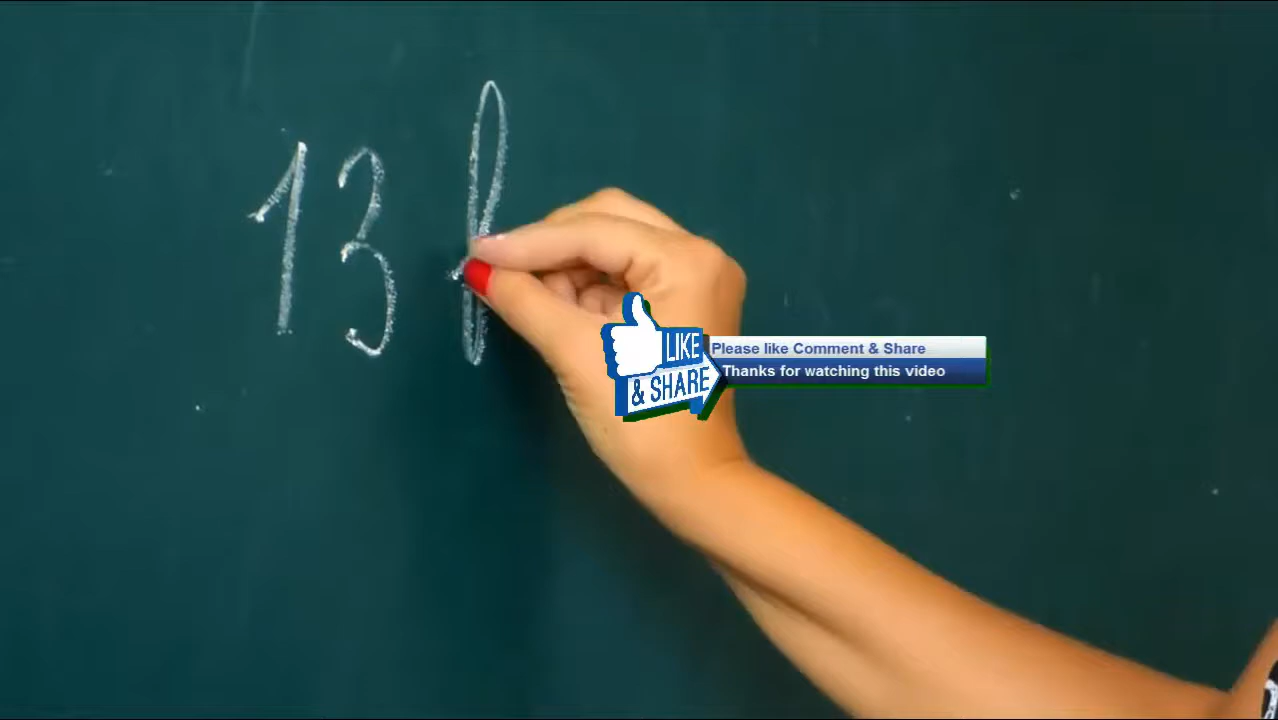 13 f
LIKE
& SHARE
Please like Comment & Share
Thanks for watching this video